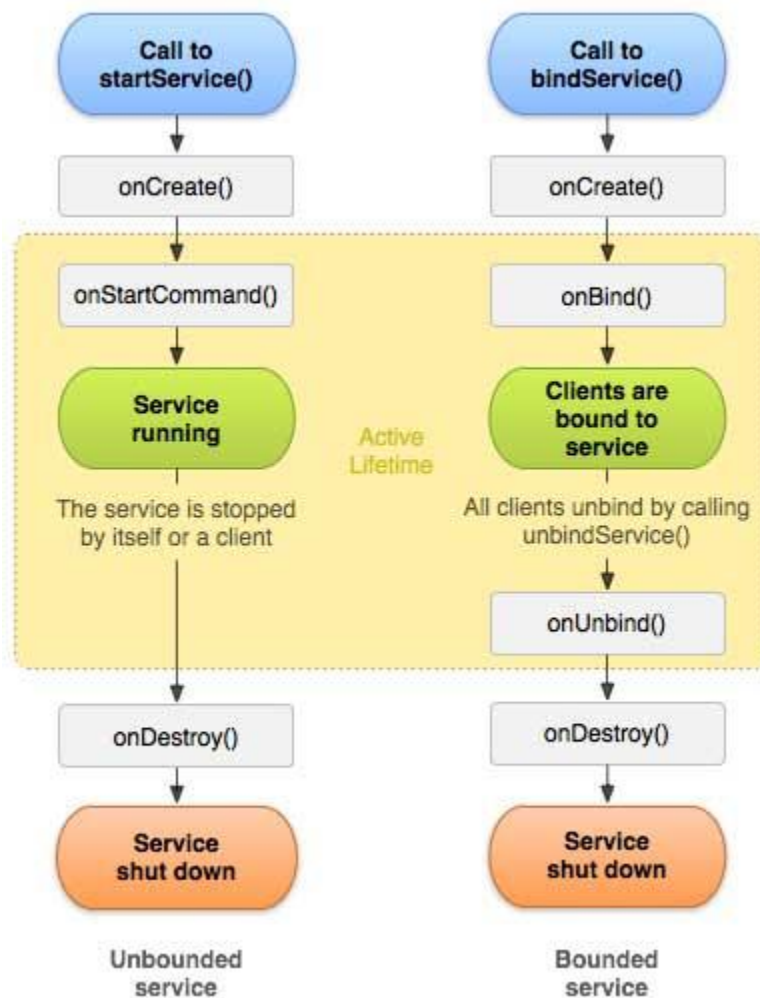 Call to
startService()
onCreate()
onStartCommand()
Service
running
The service is stopped
by itself or a client
onDestroy()
Service
shut down
Unbounded
service
Active
Lifetime
Call to
bindService()
onCreate()
onBind()
Clients are
bound to
service
All clients unbind by calling
unbindService()
onUnbind()
onDestroy()
Service
shut down
Bounded
service